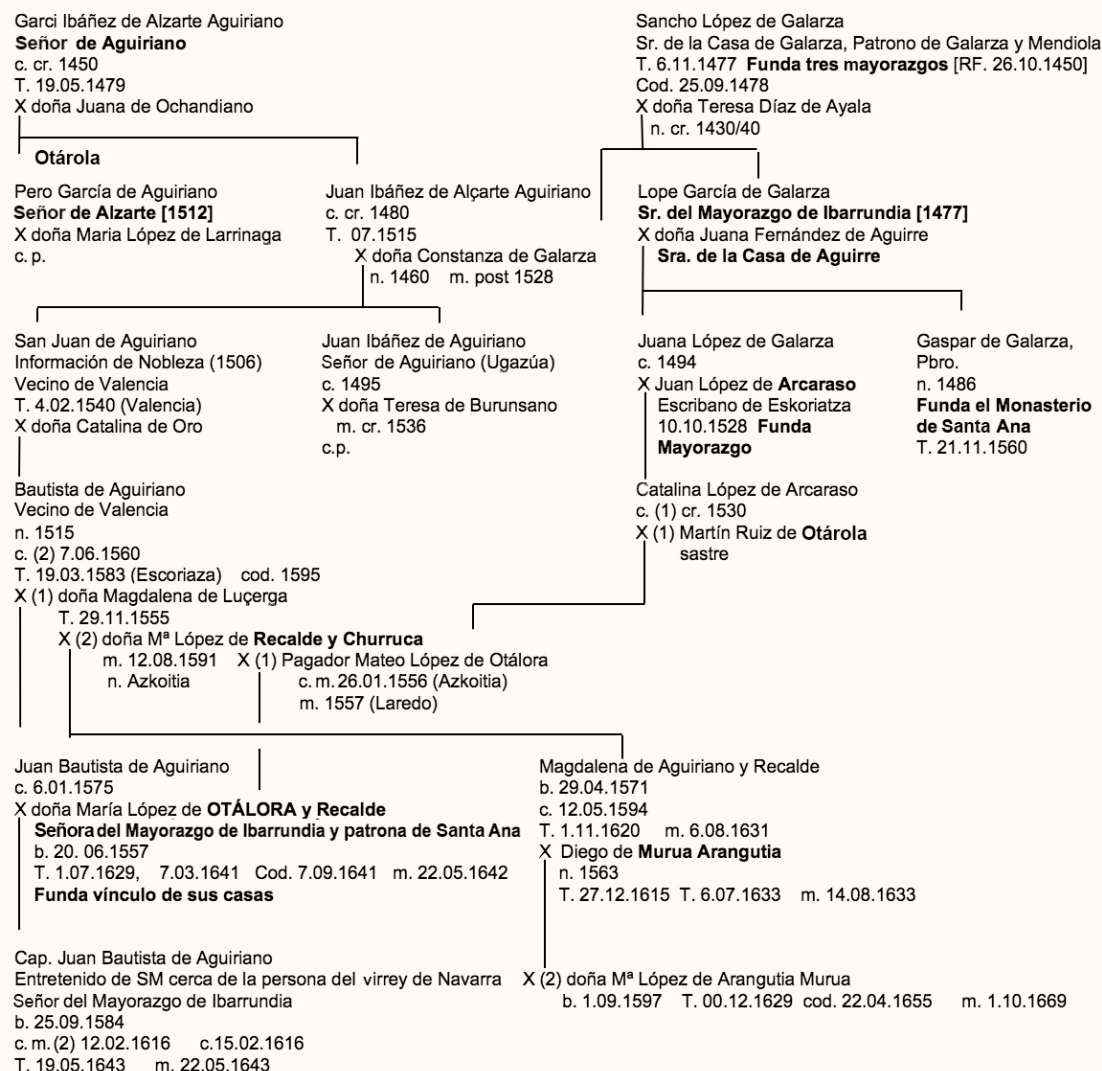 Garci Ibáñez de Alzarte Aguiriano
Señor de Aguiriano
c. cr. 1450
T. 19.05.1479
X doña Juana de Ochandiano
Sancho López de Galarza
Sr. de la Casa de Galarza, Patrono de Galarza y Mendiola
T. 6.11.1477 Funda tres mayorazgos [RF. 26.10.1450]
Cod. 25.09.1478
X doña Teresa Díaz de Ayala
n. cr. 1430/40
Otárola
Pero García de Aguiriano
Señor de Alzarte [1512]
X doña Maria López de Larrinaga
c. p.
Juan Ibáñez de Alçarte Aguiriano
c. cr. 1480
T. 07.1515
X doña Constanza de Galarza
n. 1460 m. post 1528
Lope García de Galarza
Sr. del Mayorazgo de Ibarrundia [1477]
X doña Juana Fernández de Aguirre
Sra. de la Casa de Aguirre
San Juan de Aguiriano
Información de Nobleza (1506)
Vecino de Valencia
T. 4.02.1540 (Valencia)
X doña Catalina de Oro
Juan Ibáñez de Aguiriano
Señor de Aguiriano (Ugazúa)
c. 1495
X doña Teresa de Burunsano
m. cr. 1536
c.p.
Juana López de Galarza
c. 1494
X Juan López de Arcaraso
Escribano de Eskoriatza
10.10.1528 Funda
Mayorazgo
Gaspar de Galarza,
Pbro.
n. 1486
Funda el Monasterio
de Santa Ana
T. 21.11.1560
Bautista de Aguiriano
Vecino de Valencia
n. 1515
c. (2) 7.06.1560
T. 19.03.1583 (Escoriaza) cod. 1595
X (1) doña Magdalena de Luçerga
T. 29.11.1555
X (2) doña Mª López de Recalde y Churruca
m. 12.08.1591 X (1) Pagador Mateo López de Otálora
n. Azkoitia c. m. 26.01.1556 (Azkoitia)
m. 1557 (Laredo)
Catalina López de Arcaraso
c. (1) cr. 1530
X (1) Martín Ruiz de Otárola
sastre
Juan Bautista de Aguiriano
c. 6.01.1575
X doña María López de OTÁLORA y Recalde
Señora del Mayorazgo de Ibarrundia y patrona de Santa Ana
b. 20. 06.1557
T. 1.07.1629, 7.03.1641 Cod. 7.09.1641 m. 22.05.1642
Funda vínculo de sus casas
Magdalena de Aguiriano y Recalde
b. 29.04.1571
c. 12.05.1594
T. 1.11.1620 m. 6.08.1631
X Diego de Murua Arangutia
n. 1563
T. 27.12.1615 T. 6.07.1633 m. 14.08.1633
Cap. Juan Bautista de Aguiriano
Entretenido de SM cerca de la persona del virrey de Navarra X (2) doña Mª López de Arangutia Murua
Señor del Mayorazgo de Ibarrundia b. 1.09.1597 T. 00.12.1629 cod. 22.04.1655 m. 1.10.1669
b. 25.09.1584
c. m. (2) 12.02.1616 c.15.02.1616
T. 19.05.1643 m. 22.05.1643